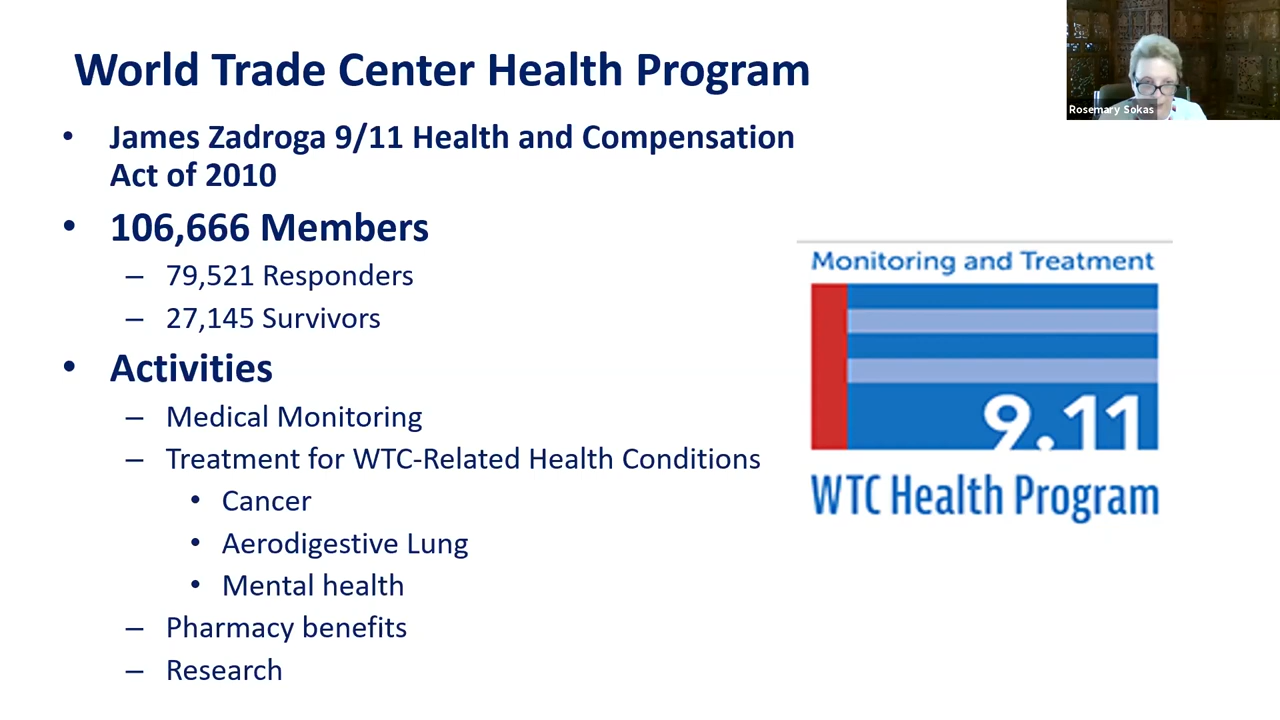 World Trade Center Health Program
Rosemary Sokas
• James Zadroga 9/11 Health and Compensation
Act of 2010
• 106,666 Members
– 79,521 Responders
– 27,145 Survivors
• Activities
– Medical Monitoring
– Treatment for WTC-Related Health Conditions
• Cancer
• Aerodigestive Lung
• Mental health
– Pharmacy benefits
– Research
Monitoring and Treatment
9.11
WTC Health Program